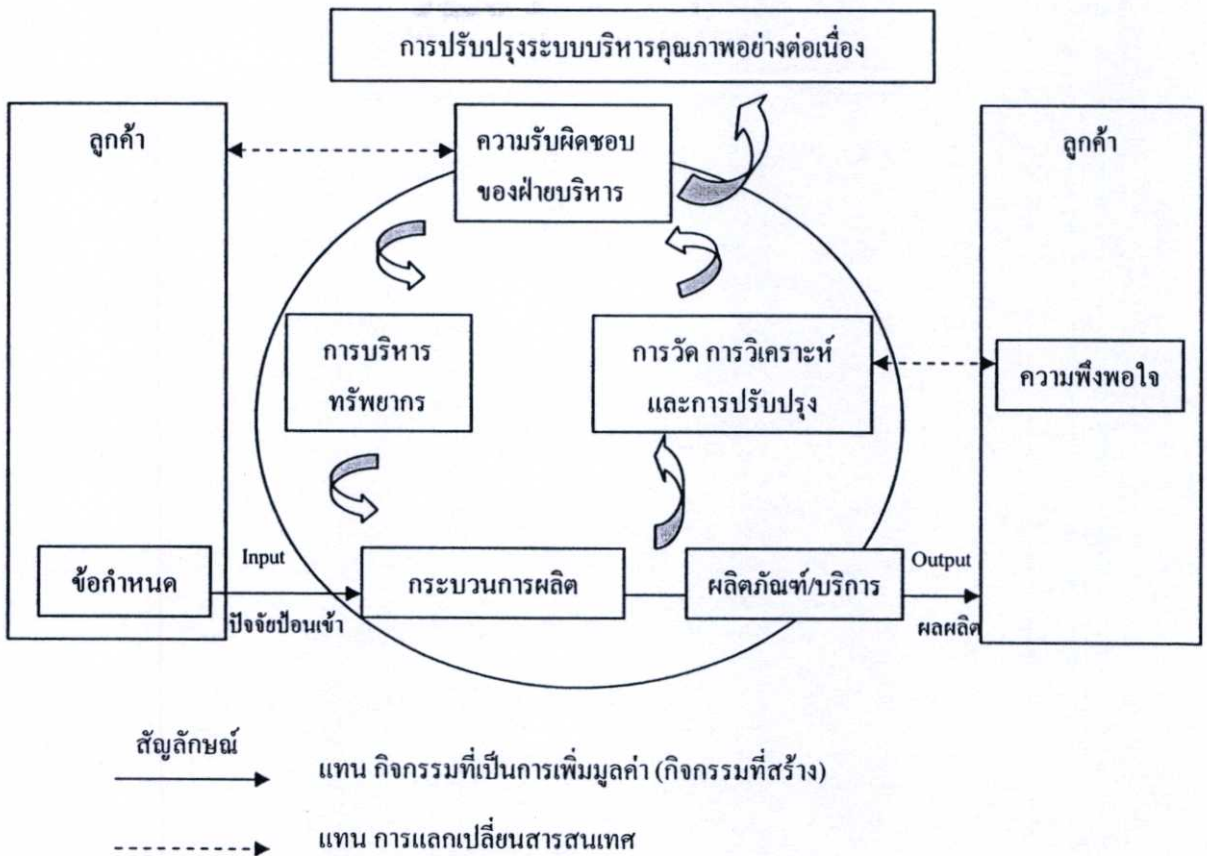 การปรับปรุงระบบบริหารคุณภาพอย่างต่อเนื่อง
ลูกค้า
ความรับผิดชอบ
ของฝ่ายบริหาร
ลูกค้า
การบริหาร
ทรัพยากร
การวัด การวิเคราะห์
และการปรับปรุง
ความพึงพอใจ
ข้อกำหนด
Input
ปัจจัยป้อนเข้า
กระบวนการผลิต
ผลิตภัณฑ์/บริการ
Output
ผลผลิต
สัญลักษณ์
แทน กิจกรรมที่เป็นการเพิ่มมูลค่า (กิจกรรมที่สร้าง)
แทน การแลกเปลี่ยนสารสนเทศ